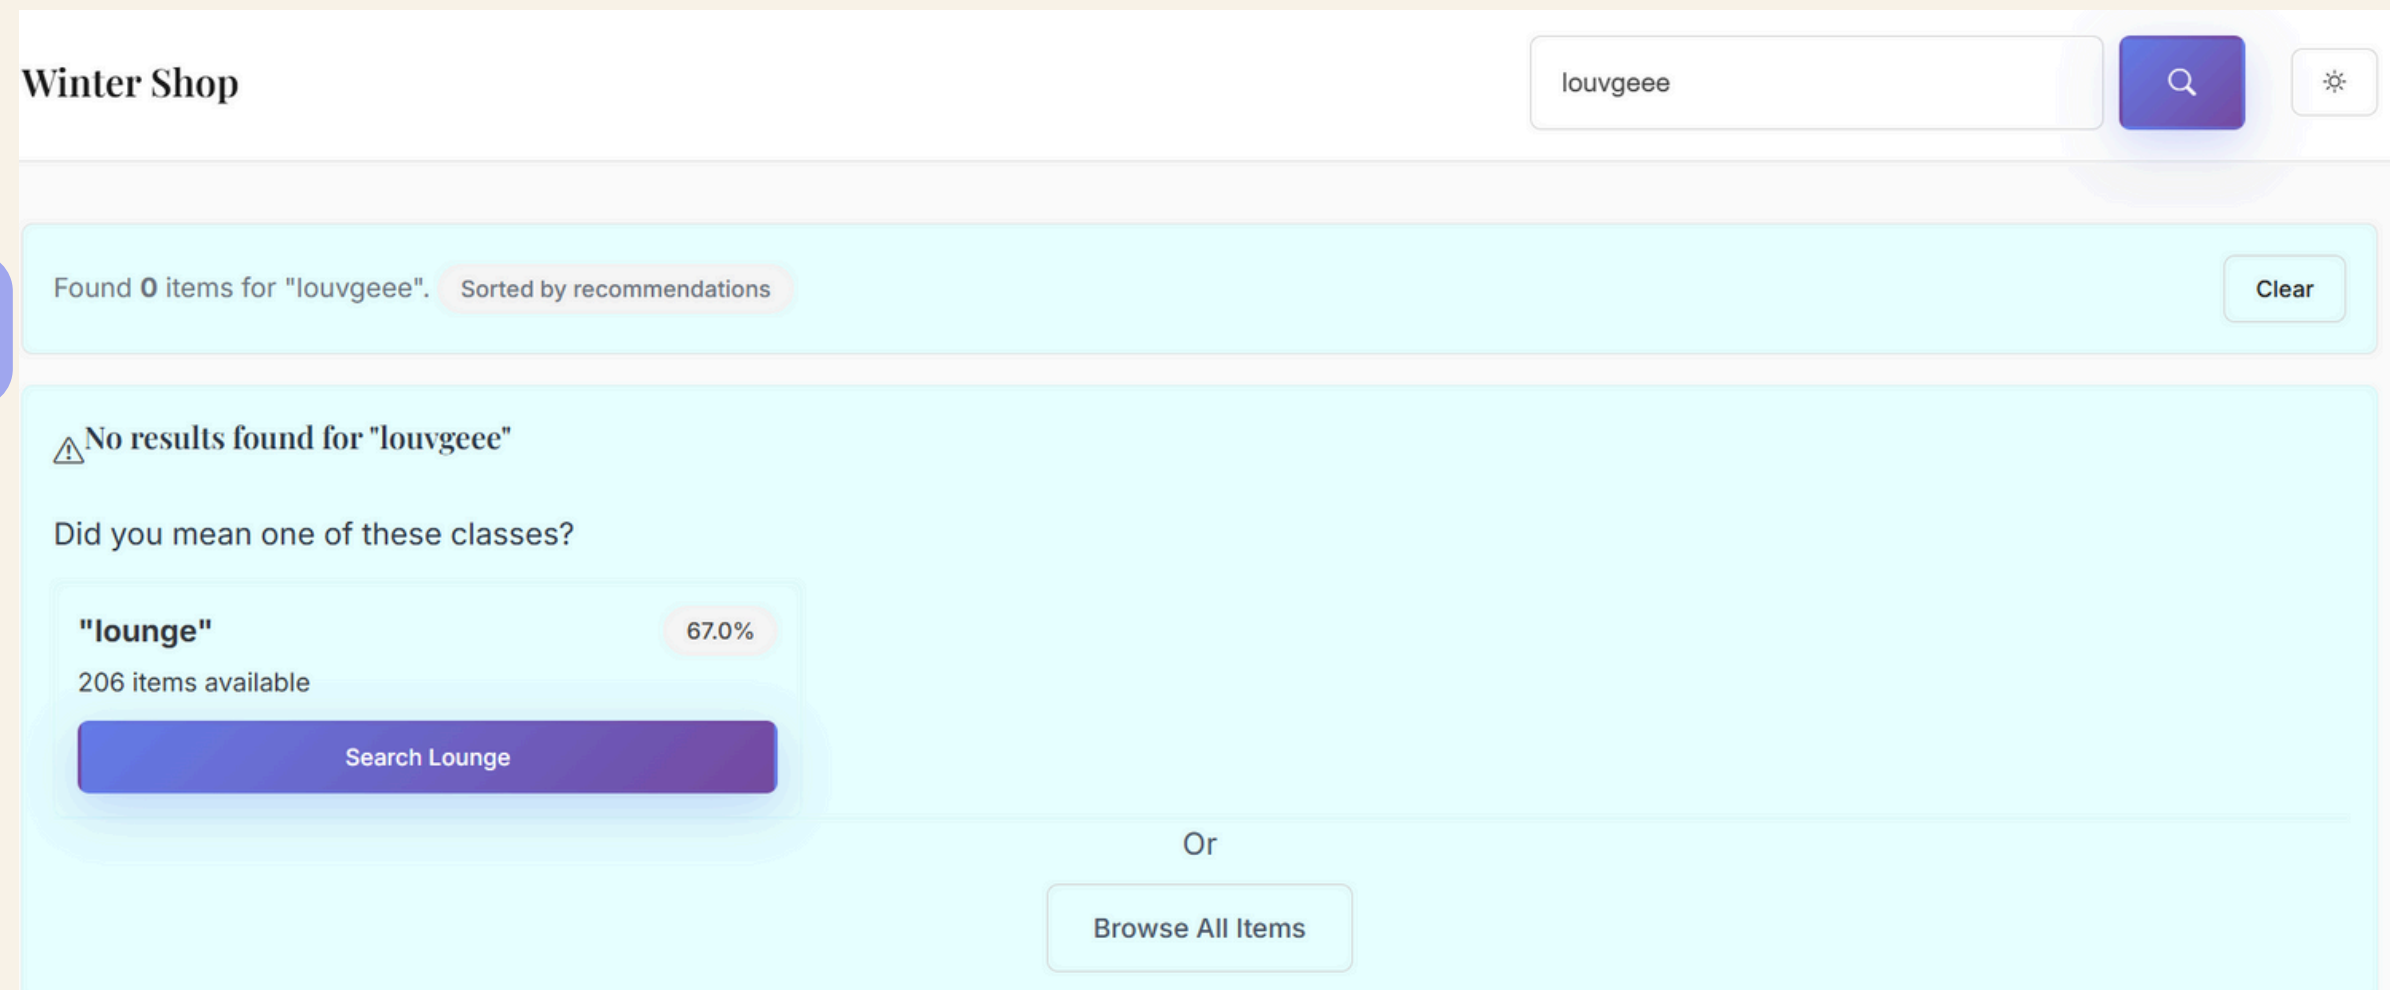 Winter Shop
louvgeee
Found 0 items for "louvgeee". Sorted by recommendations
Clear
No results found for "louvgeee"
Did you mean one of these classes?
"lounge" 67.0%
206 items available
Search Lounge
Or
Browse All Items